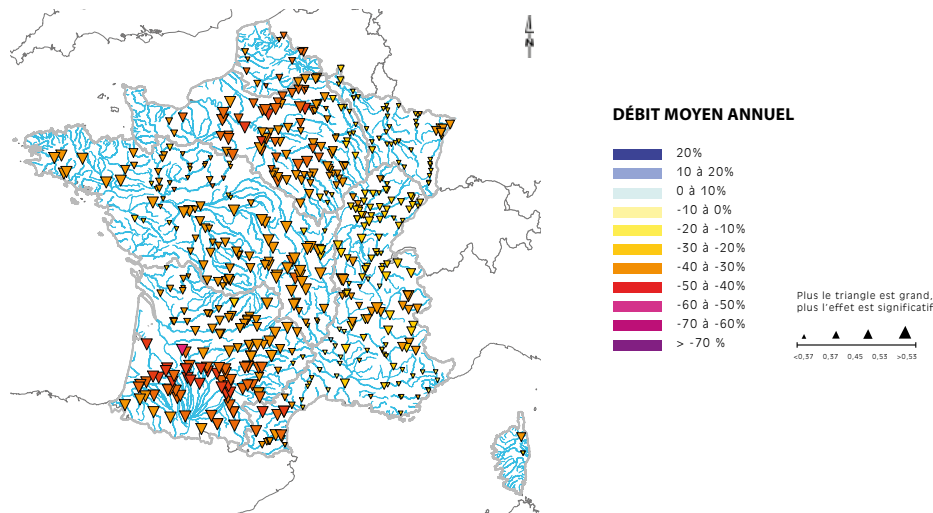 N
DÉBIT MOYEN ANNUEL
20%
10 à 20%
0 à 10%
-10 à 0%
-20 à -10%
-30 à -20%
-40 à -30%
-50 à -40%
-60 à -50%
-70 à -60%
> -70 %
Plus le triangle est grand,
plus l'effet est significatif
<0,37 0,37 0,45 0,53 >0,53